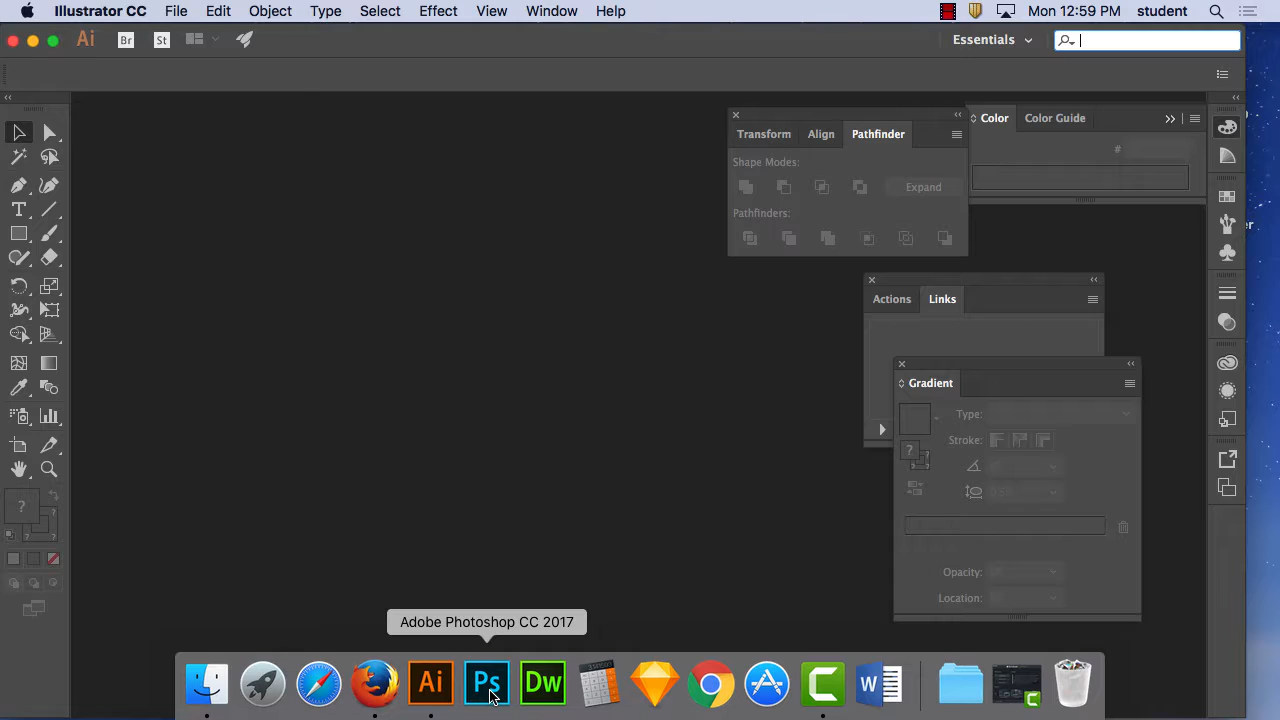 Illustrator CC File Edit Object Type Select Effect View Window Help Mon 12:59 PM student
Ai Br St Essentials
Transform Align Pathfinder
Shape Modes:
Expand
Pathfinders:
Color Color Guide
#
Actions Links
Gradient
Type:
Stroke:
Opacity:
Location:
? ?
?
Adobe Photoshop CC 2017
Ai Ps Dw W